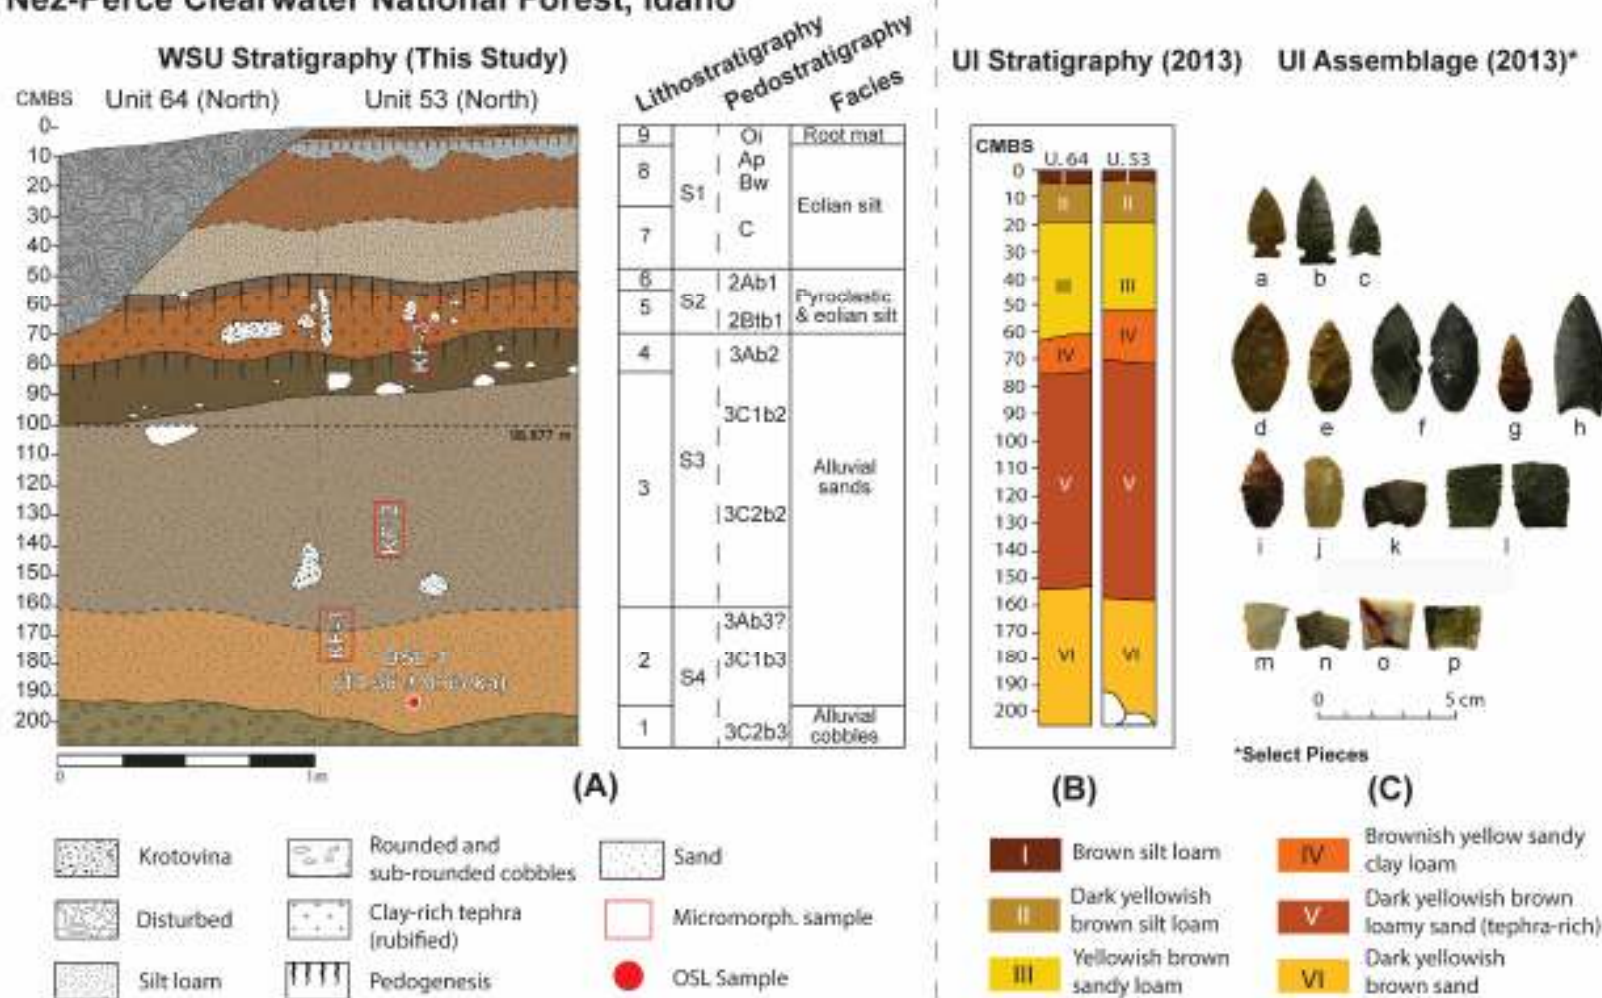 Nez-Perce Clearwater National Forest, Idaho
WSU Stratigraphy (This Study)
CMBS
Unit 64 (North)
Unit 53 (North)
0
10
20
30
40
50
60
70
80
90
100
110
120
130
140
150
160
170
180
190
200
0
1m
Lithostratigraphy
Pedostratigraphy
Facies
9
Oi
Root mat
8
S1
Ap
Bw
Eolian silt
7
C
6
2Ab1
5
S2
2Btb1
Pyroclastic
& eolian silt
4
3Ab2
3C1b2
3
S3
Alluvial
sands
3C2b2
3Ab3?
2
3C1b3
S4
1
3C2b3
Alluvial
cobbles
(A)
Krotovina
Disturbed
Silt loam
Rounded and
sub-rounded cobbles
Clay-rich tephra
(rubified)
Pedogenesis
Sand
Micromorph. sample
OSL Sample
UI Stratigraphy (2013)
CMBS
U. 64
U. 53
0
10
20
30
40
50
60
70
80
90
100
110
120
130
140
150
160
170
180
190
200
I
I
II
II
III
III
IV
IV
V
V
VI
VI
(B)
UI Assemblage (2013)*
a
b
c
d
e
f
g
h
i
j
k
l
m
n
o
p
0
5 cm
*Select Pieces
(C)
I
Brown silt loam
II
Dark yellowish
brown silt loam
III
Yellowish brown
sandy loam
IV
Brownish yellow sandy
clay loam
V
Dark yellowish brown
loamy sand (tephra-rich)
VI
Dark yellowish
brown sand